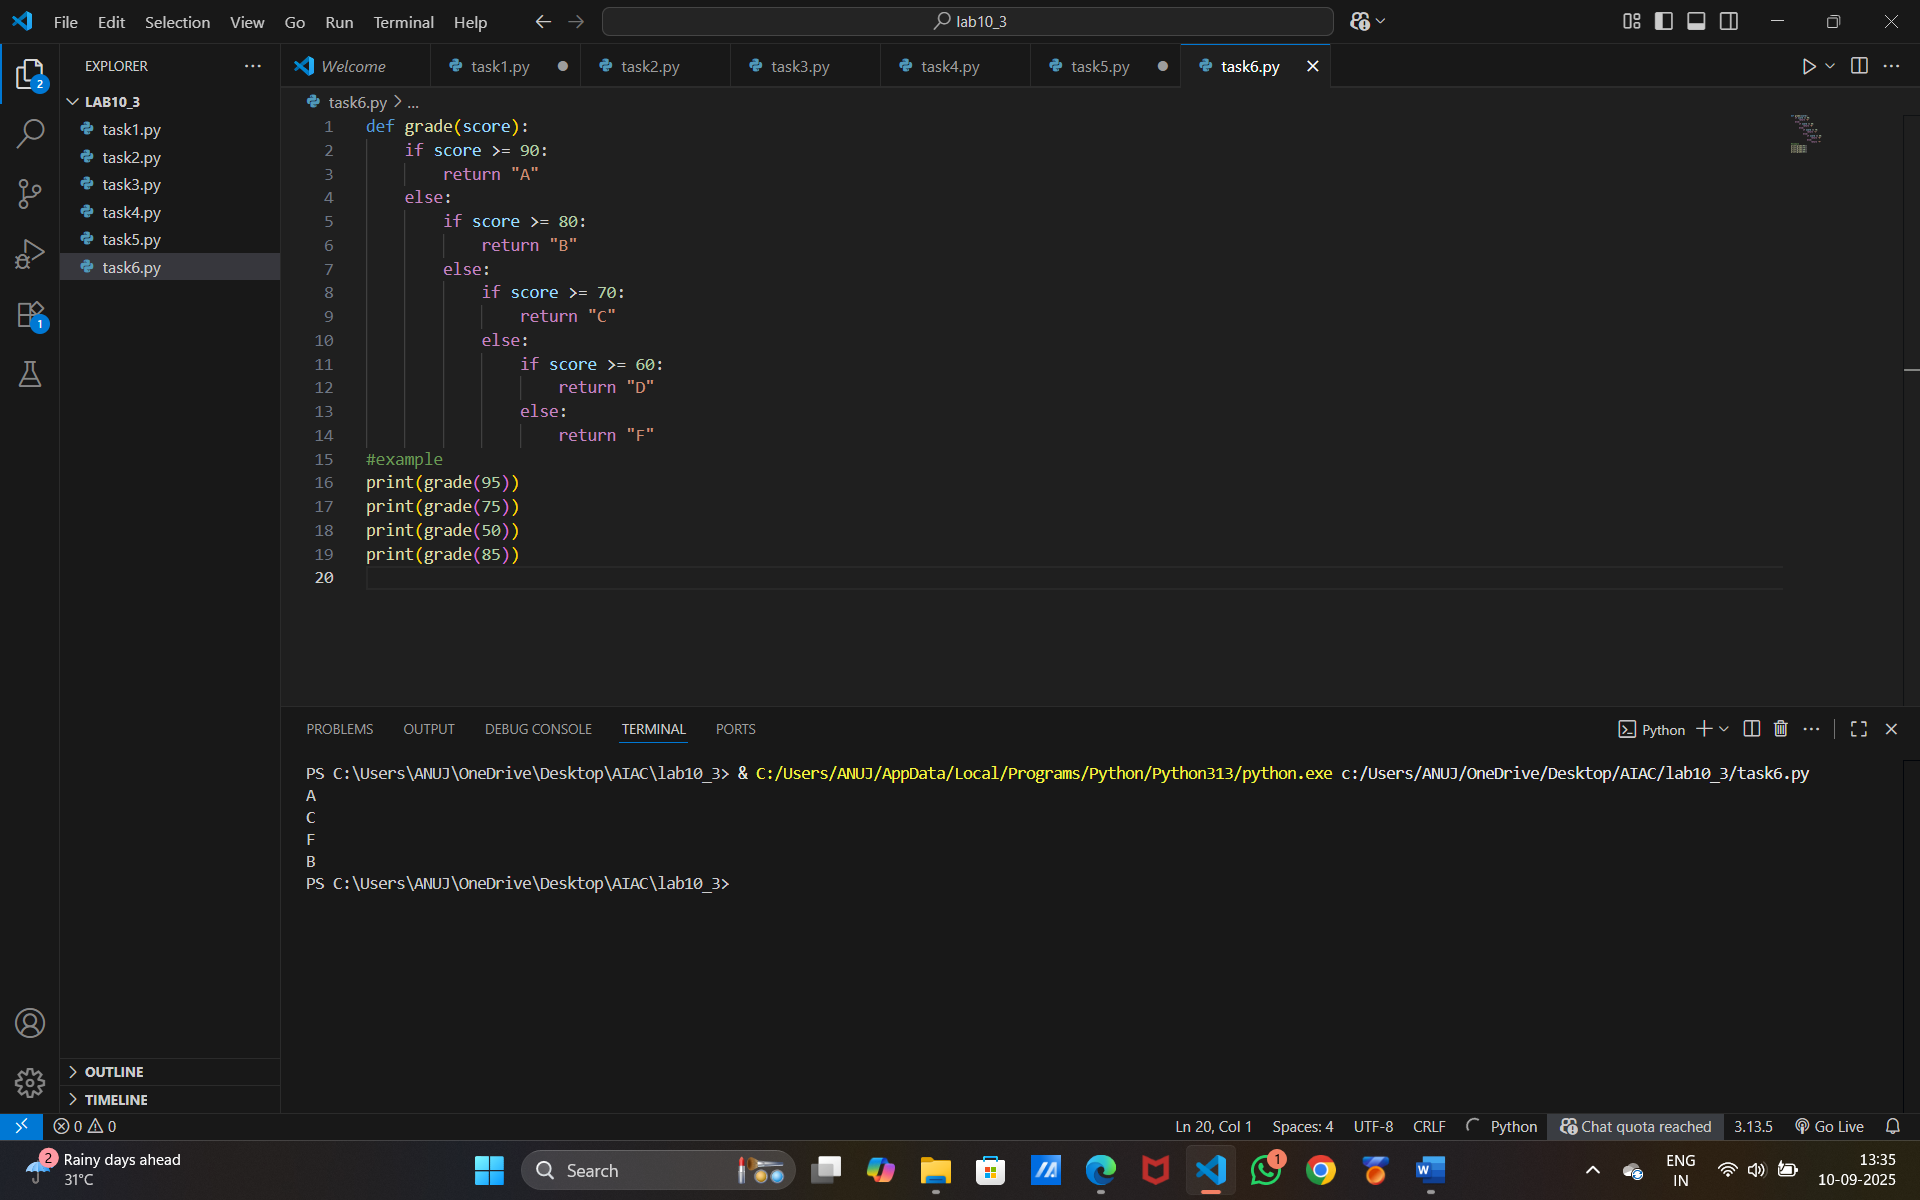 File Edit Selection View Go Run Terminal Help
lab10_3
EXPLORER
Welcome
task1.py
task2.py
task3.py
task4.py
task5.py
task6.py
2
LAB10_3
task1.py
task2.py
task3.py
task4.py
task5.py
task6.py
1
task6.py > ...
1 def grade(score):
2     if score >= 90:
3         return "A"
4     else:
5         if score >= 80:
6             return "B"
7         else:
8             if score >= 70:
9                 return "C"
10             else:
11                 if score >= 60:
12                     return "D"
13                 else:
14                     return "F"
15 #example
16 print(grade(95))
17 print(grade(75))
18 print(grade(50))
19 print(grade(85))
20
PROBLEMS OUTPUT DEBUG CONSOLE TERMINAL PORTS
Python
PS C:\Users\ANUJ\OneDrive\Desktop\AIAC\lab10_3> & C:/Users/ANUJ/AppData/Local/Programs/Python/Python313/python.exe c:/Users/ANUJ/OneDrive/Desktop/AIAC/lab10_3/task6.py
A
C
F
B
PS C:\Users\ANUJ\OneDrive\Desktop\AIAC\lab10_3>
OUTLINE
TIMELINE
0 0
Ln 20, Col 1 Spaces: 4 UTF-8 CRLF Python Chat quota reached 3.13.5 Go Live
2
Rainy days ahead
31°C
Search
1
ENG
IN
13:35
10-09-2025